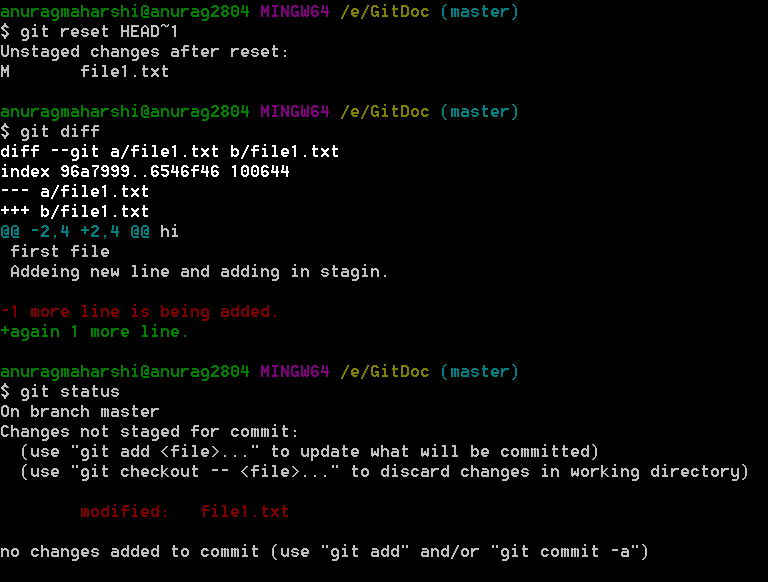 anuragmaharshi@anurag2804 MINGW64 /e/GitDoc (master)
$ git reset HEAD~1
Unstaged changes after reset:
M       file1.txt

anuragmaharshi@anurag2804 MINGW64 /e/GitDoc (master)
$ git diff
diff --git a/file1.txt b/file1.txt
index 96a7999..6546f46 100644
--- a/file1.txt
+++ b/file1.txt
@@ -2,4 +2,4 @@ hi
 first file
 Addeing new line and adding in stagin.

-1 more line is being added.
+again 1 more line.

anuragmaharshi@anurag2804 MINGW64 /e/GitDoc (master)
$ git status
On branch master
Changes not staged for commit:
  (use "git add <file>..." to update what will be committed)
  (use "git checkout -- <file>..." to discard changes in working directory)

        modified:   file1.txt

no changes added to commit (use "git add" and/or "git commit -a")